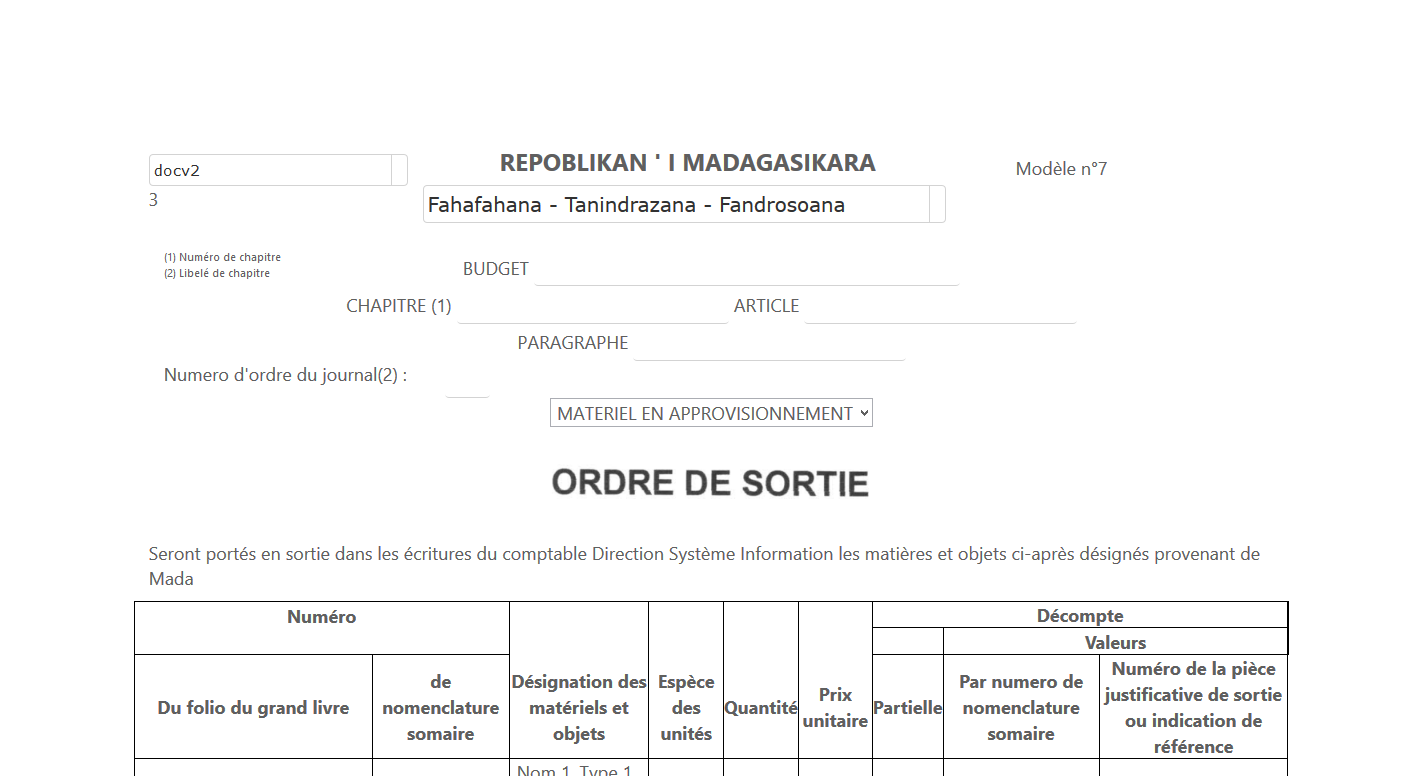 docv2
REPOBLIKAN ' I MADAGASIKARA
Modèle n°7
3
Fahafahana - Tanindrazana - Fandrosoana
(1) Numéro de chapitre
(2) Libelé de chapitre
BUDGET
CHAPITRE (1) ARTICLE
PARAGRAPHE
Numero d'ordre du journal(2) :
MATERIEL EN APPROVISIONNEMENT
ORDRE DE SORTIE
Seront portés en sortie dans les écritures du comptable Direction Système Information les matières et objets ci-après désignés provenant de
Mada
Numéro
Décompte
Valeurs
Du folio du grand livre
de
nomenclature
somaire
Désignation des
matériels et
objets
Espèce
des
unités
Quantité
Prix
unitaire
Partielle
Par numero de
nomenclature
somaire
Numéro de la pièce
justificative de sortie
ou indication de
référence
Nom 1, Type 1